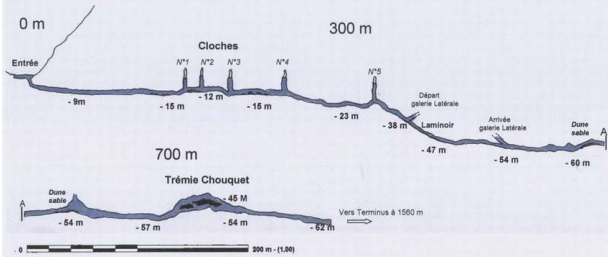 0 m
300 m
Entrée
Cloches
N°1 N°2 N°3 N°4 N°5
- 9m
- 15 m
- 12 m
- 15 m
- 23 m
Départ
galerie Latérale
- 38 m
Laminoir
- 47 m
Arrivée
galerie Latérale
- 54 m
Dune
sable
- 60 m
A
700 m
Trémie Chouquet
A
Dune
sable
- 54 m
- 57 m
- 45 M
- 54 m
- 62 m
Vers Terminus à 1560 m
0
200 m - (1.00)